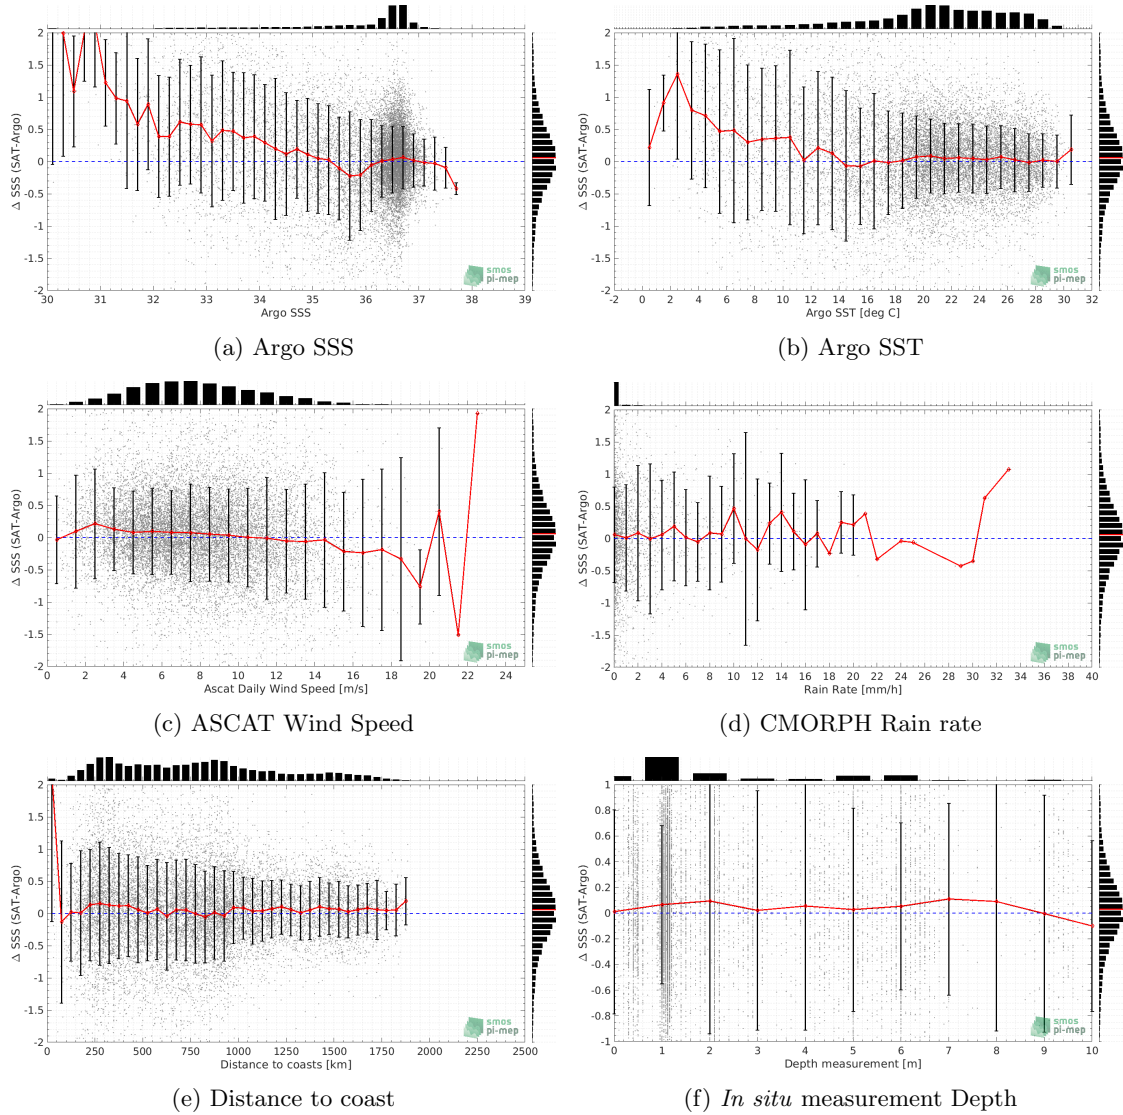 2
1.5
1
0.5
0
-0.5
-1
-1.5
-2
Δ SSS (SAT-Argo)
30 31 32 33 34 35 36 37 38 39
Argo SSS
smos
pi-mep
(a) Argo SSS
2
1.5
1
0.5
0
-0.5
-1
-1.5
-2
Δ SSS (SAT-Argo)
-2 0 2 4 6 8 10 12 14 16 18 20 22 24 26 28 30 32
Argo SST [deg C]
smos
pi-mep
(b) Argo SST
2
1.5
1
0.5
0
-0.5
-1
-1.5
-2
Δ SSS (SAT-Argo)
0 2 4 6 8 10 12 14 16 18 20 22 24
Ascat Daily Wind Speed [m/s]
smos
pi-mep
(c) ASCAT Wind Speed
2
1.5
1
0.5
0
-0.5
-1
-1.5
-2
Δ SSS (SAT-Argo)
0 2 4 6 8 10 12 14 16 18 20 22 24 26 28 30 32 34 36 38 40
Rain Rate [mm/h]
smos
pi-mep
(d) CMORPH Rain rate
2
1.5
1
0.5
0
-0.5
-1
-1.5
-2
Δ SSS (SAT-Argo)
0 250 500 750 1000 1250 1500 1750 2000 2250 2500
Distance to coasts [km]
smos
pi-mep
(e) Distance to coast
1
0.8
0.6
0.4
0.2
0
-0.2
-0.4
-0.6
-0.8
-1
Δ SSS (SAT-Argo)
0 1 2 3 4 5 6 7 8 9 10
Depth measurement [m]
smos
pi-mep
(f) In situ measurement Depth